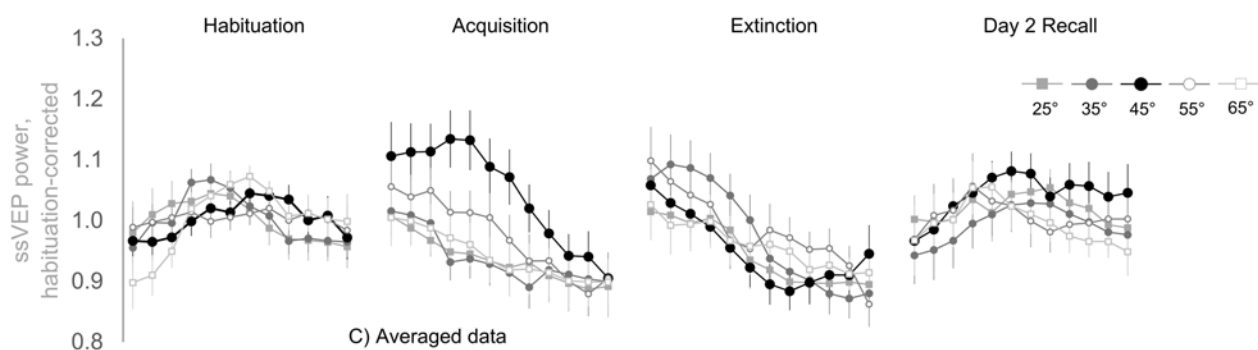 Habituation Acquisition Extinction Day 2 Recall
1.3
1.2
1.1
1.0
0.9
0.8
ssVEP power,
habituation-corrected
25° 35° 45° 55° 65°
C) Averaged data